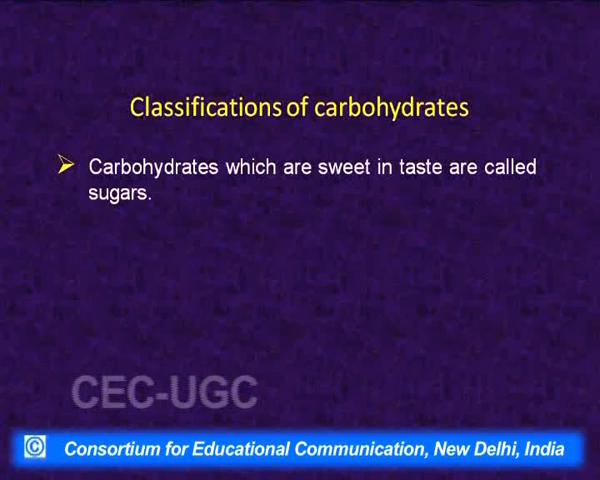 Classifications of carbohydrates
Carbohydrates which are sweet in taste are called
sugars.
CEC-UGC
© Consortium for Educational Communication, New Delhi, India